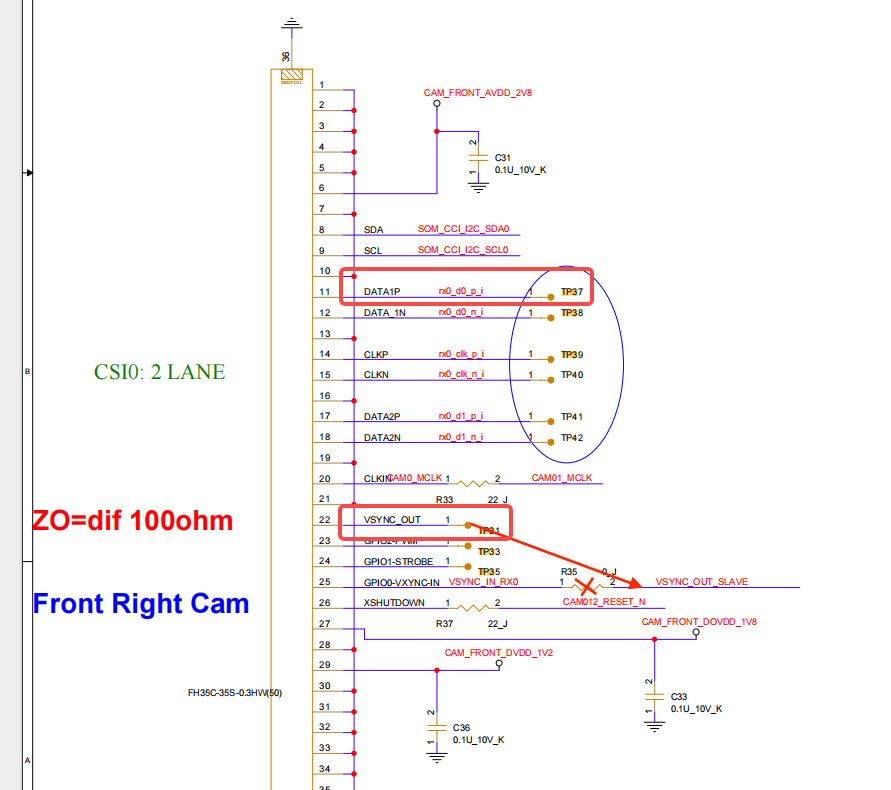 36
1
CAM_FRONT_AVDD_2V8
2
3
2
4
C31
5
1
0.1U_10V_K
6
7
8 SDA SOM_CCI_I2C_SDA0
9 SCL SOM_CCI_I2C_SCL0
10
11 DATA1P rx0_d0_p_i 1 TP37
12 DATA_1N rx0_d0_n_i 1 TP38
13
14 CLKP rx0_clk_p_i 1 TP39
B CSI0: 2 LANE B
15 CLKN rx0_clk_n_i 1 TP40
16
17 DATA2P rx0_d1_p_i 1 TP41
18 DATA2N rx0_d1_n_i 1 TP42
19
20 CLKIN CAM0_MCLK 1 2 CAM01_MCLK
21 R33 22_J
ZO=dif 100ohm
22 VSYNC_OUT 1 TP31
23 GPIO2-PWM TP33
24 GPIO1-STROBE TP35
R35 0_J
25 GPIO0-VXYNC-IN VSYNC_IN_RX0 1 2 VSYNC_OUT_SLAVE
Front Right Cam
26 XSHUTDOWN 1 2 CAM012_RESET_N
27 R37 22_J CAM_FRONT_DOVDD_1V8
28
29 CAM_FRONT_DVDD_1V2
2
30
FH35C-35S-0.3HW(50)
C33
31
1
0.1U_10V_K
2
32
C36
33
1
0.1U_10V_K
A
34
35